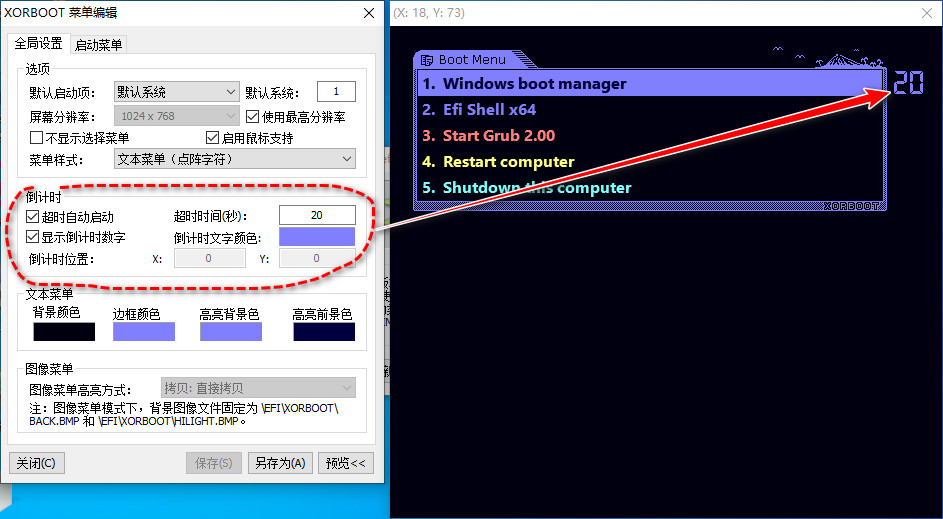 XORBOOT 菜单编辑
全局设置 启动菜单
选项
默认启动项: 默认系统 默认系统: 1
屏幕分辨率: 1024 x 768 使用最高分辨率
不显示选择菜单 启用鼠标支持
菜单样式: 文本菜单（点阵字符）
倒计时
超时自动启动 超时时间(秒): 20
显示倒计时数字 倒计时文字颜色:
倒计时位置: X: 0 Y: 0
文本菜单
背景颜色 边框颜色 高亮背景色 高亮前景色
图像菜单
图像菜单高亮方式: 拷贝: 直接拷贝
注：图像菜单模式下，背景图像文件固定为 \EFI\XORBOOT\
BACK.BMP 和 \EFI\XORBOOT\HILIGHT.BMP。
关闭(C) 保存(S) 另存为(A) 预览<<
(X: 18, Y: 73)
Boot Menu
1. Windows boot manager
20
2. Efi Shell x64
3. Start Grub 2.00
4. Restart computer
5. Shutdown this computer
XORBOOT